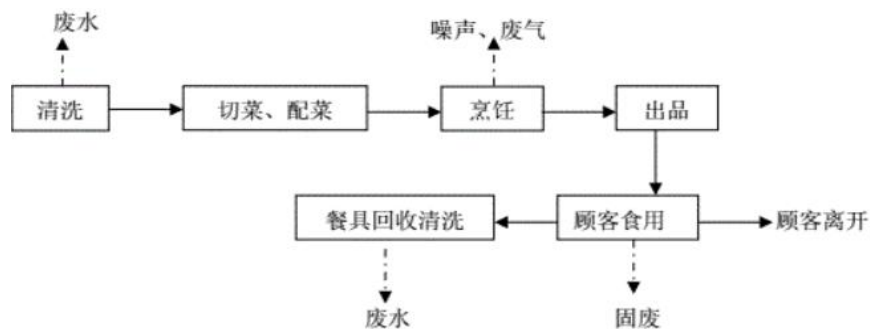 废水
噪声、废气
清洗
切菜、配菜
烹饪
出品
餐具回收清洗
顾客食用
顾客离开
废水
固废